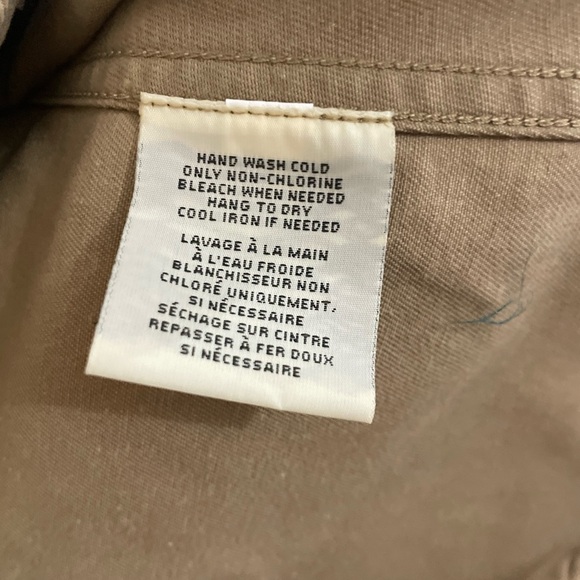 HAND WASH COLD
ONLY NON-CHLORINE
BLEACH WHEN NEEDED
HANG TO DRY
COOL IRON IF NEEDED
LAVAGE À LA MAIN
À L'EAU FROIDE
BLANCHISSEUR NON
CHLORÉ UNIQUEMENT,
SI NÉCESSAIRE
SÉCHAGE SUR CINTRE
REPASSER À FER DOUX
SI NÉCESSAIRE